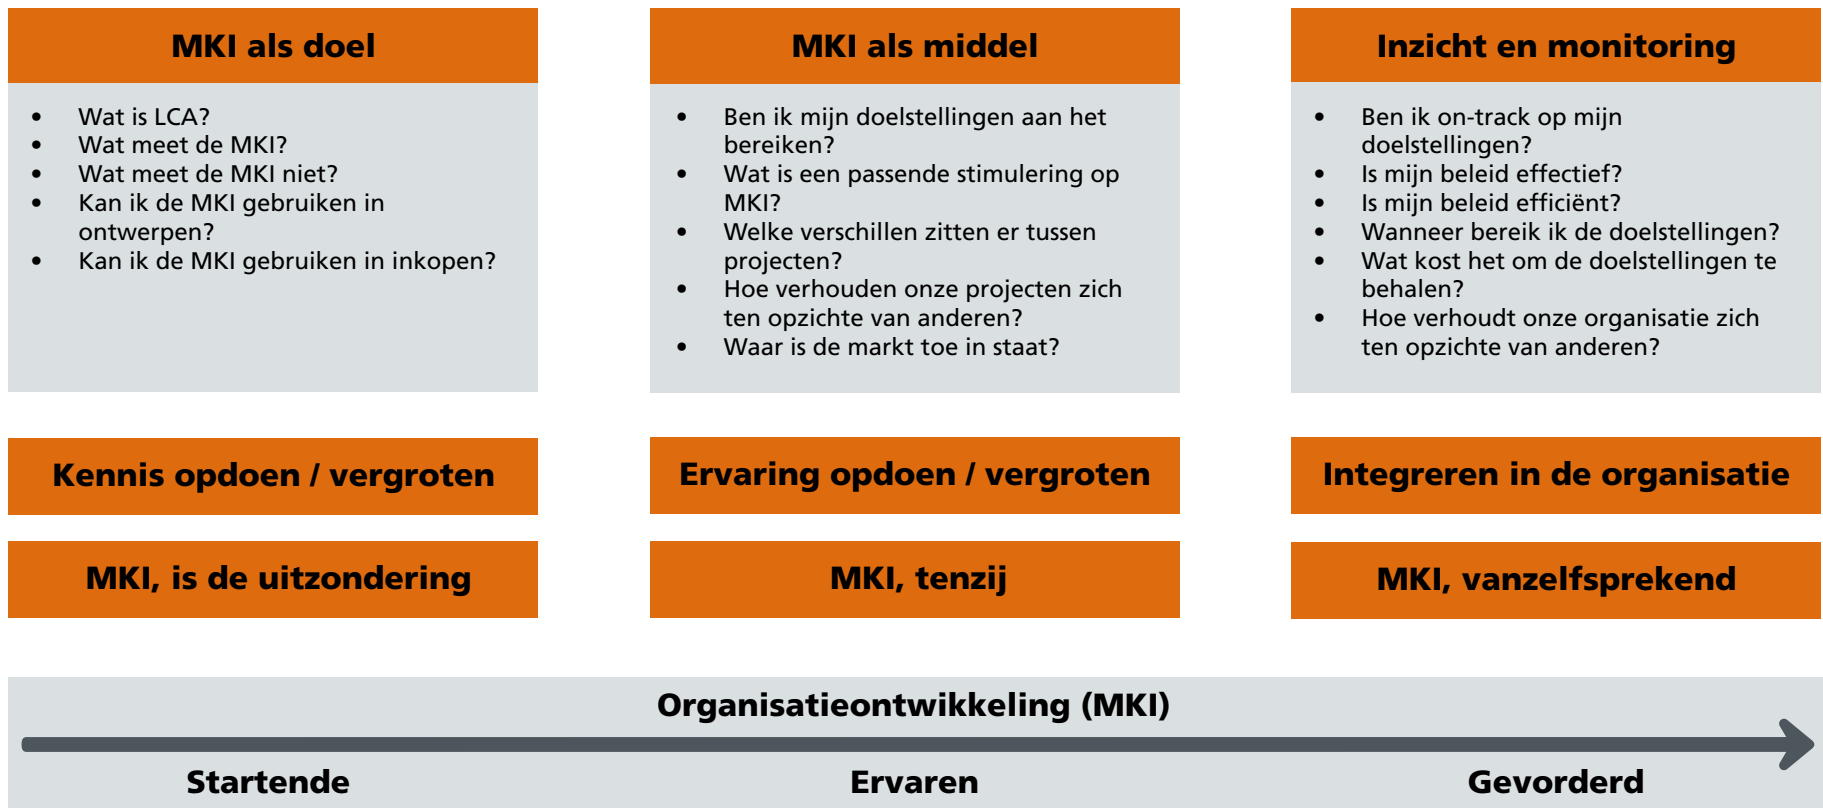 MKI als doel
• Wat is LCA?
• Wat meet de MKI?
• Wat meet de MKI niet?
• Kan ik de MKI gebruiken in
ontwerpen?
• Kan ik de MKI gebruiken in inkopen?
MKI als middel
• Ben ik mijn doelstellingen aan het
bereiken?
• Wat is een passende stimulering op
MKI?
• Welke verschillen zitten er tussen
projecten?
• Hoe verhouden onze projecten zich
ten opzichte van anderen?
• Waar is de markt toe in staat?
Inzicht en monitoring
• Ben ik on-track op mijn
doelstellingen?
• Is mijn beleid effectief?
• Is mijn beleid efficiënt?
• Wanneer bereik ik de doelstellingen?
• Wat kost het om de doelstellingen te
behalen?
• Hoe verhoudt onze organisatie zich
ten opzichte van anderen?
Kennis opdoen / vergroten
Ervaring opdoen / vergroten
Integreren in de organisatie
MKI, is de uitzondering
MKI, tenzij
MKI, vanzelfsprekend
Organisatieontwikkeling (MKI)
Startende
Ervaren
Gevorderd